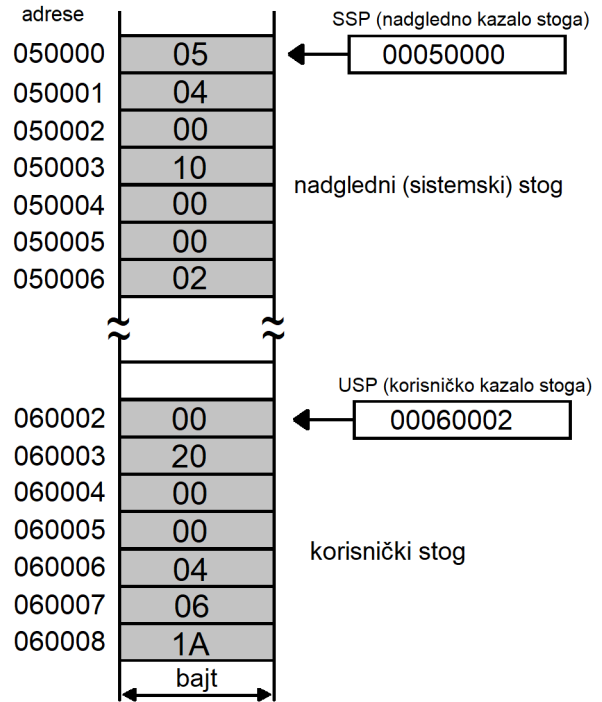 adrese
SSP (nadgledno kazalo stoga)
050000 05 00050000
050001 04
050002 00
050003 10
nadgledni (sistemski) stog
050004 00
050005 00
050006 02
USP (korisničko kazalo stoga)
060002 00 00060002
060003 20
060004 00
060005 00
korisnički stog
060006 04
060007 06
060008 1A
bajt